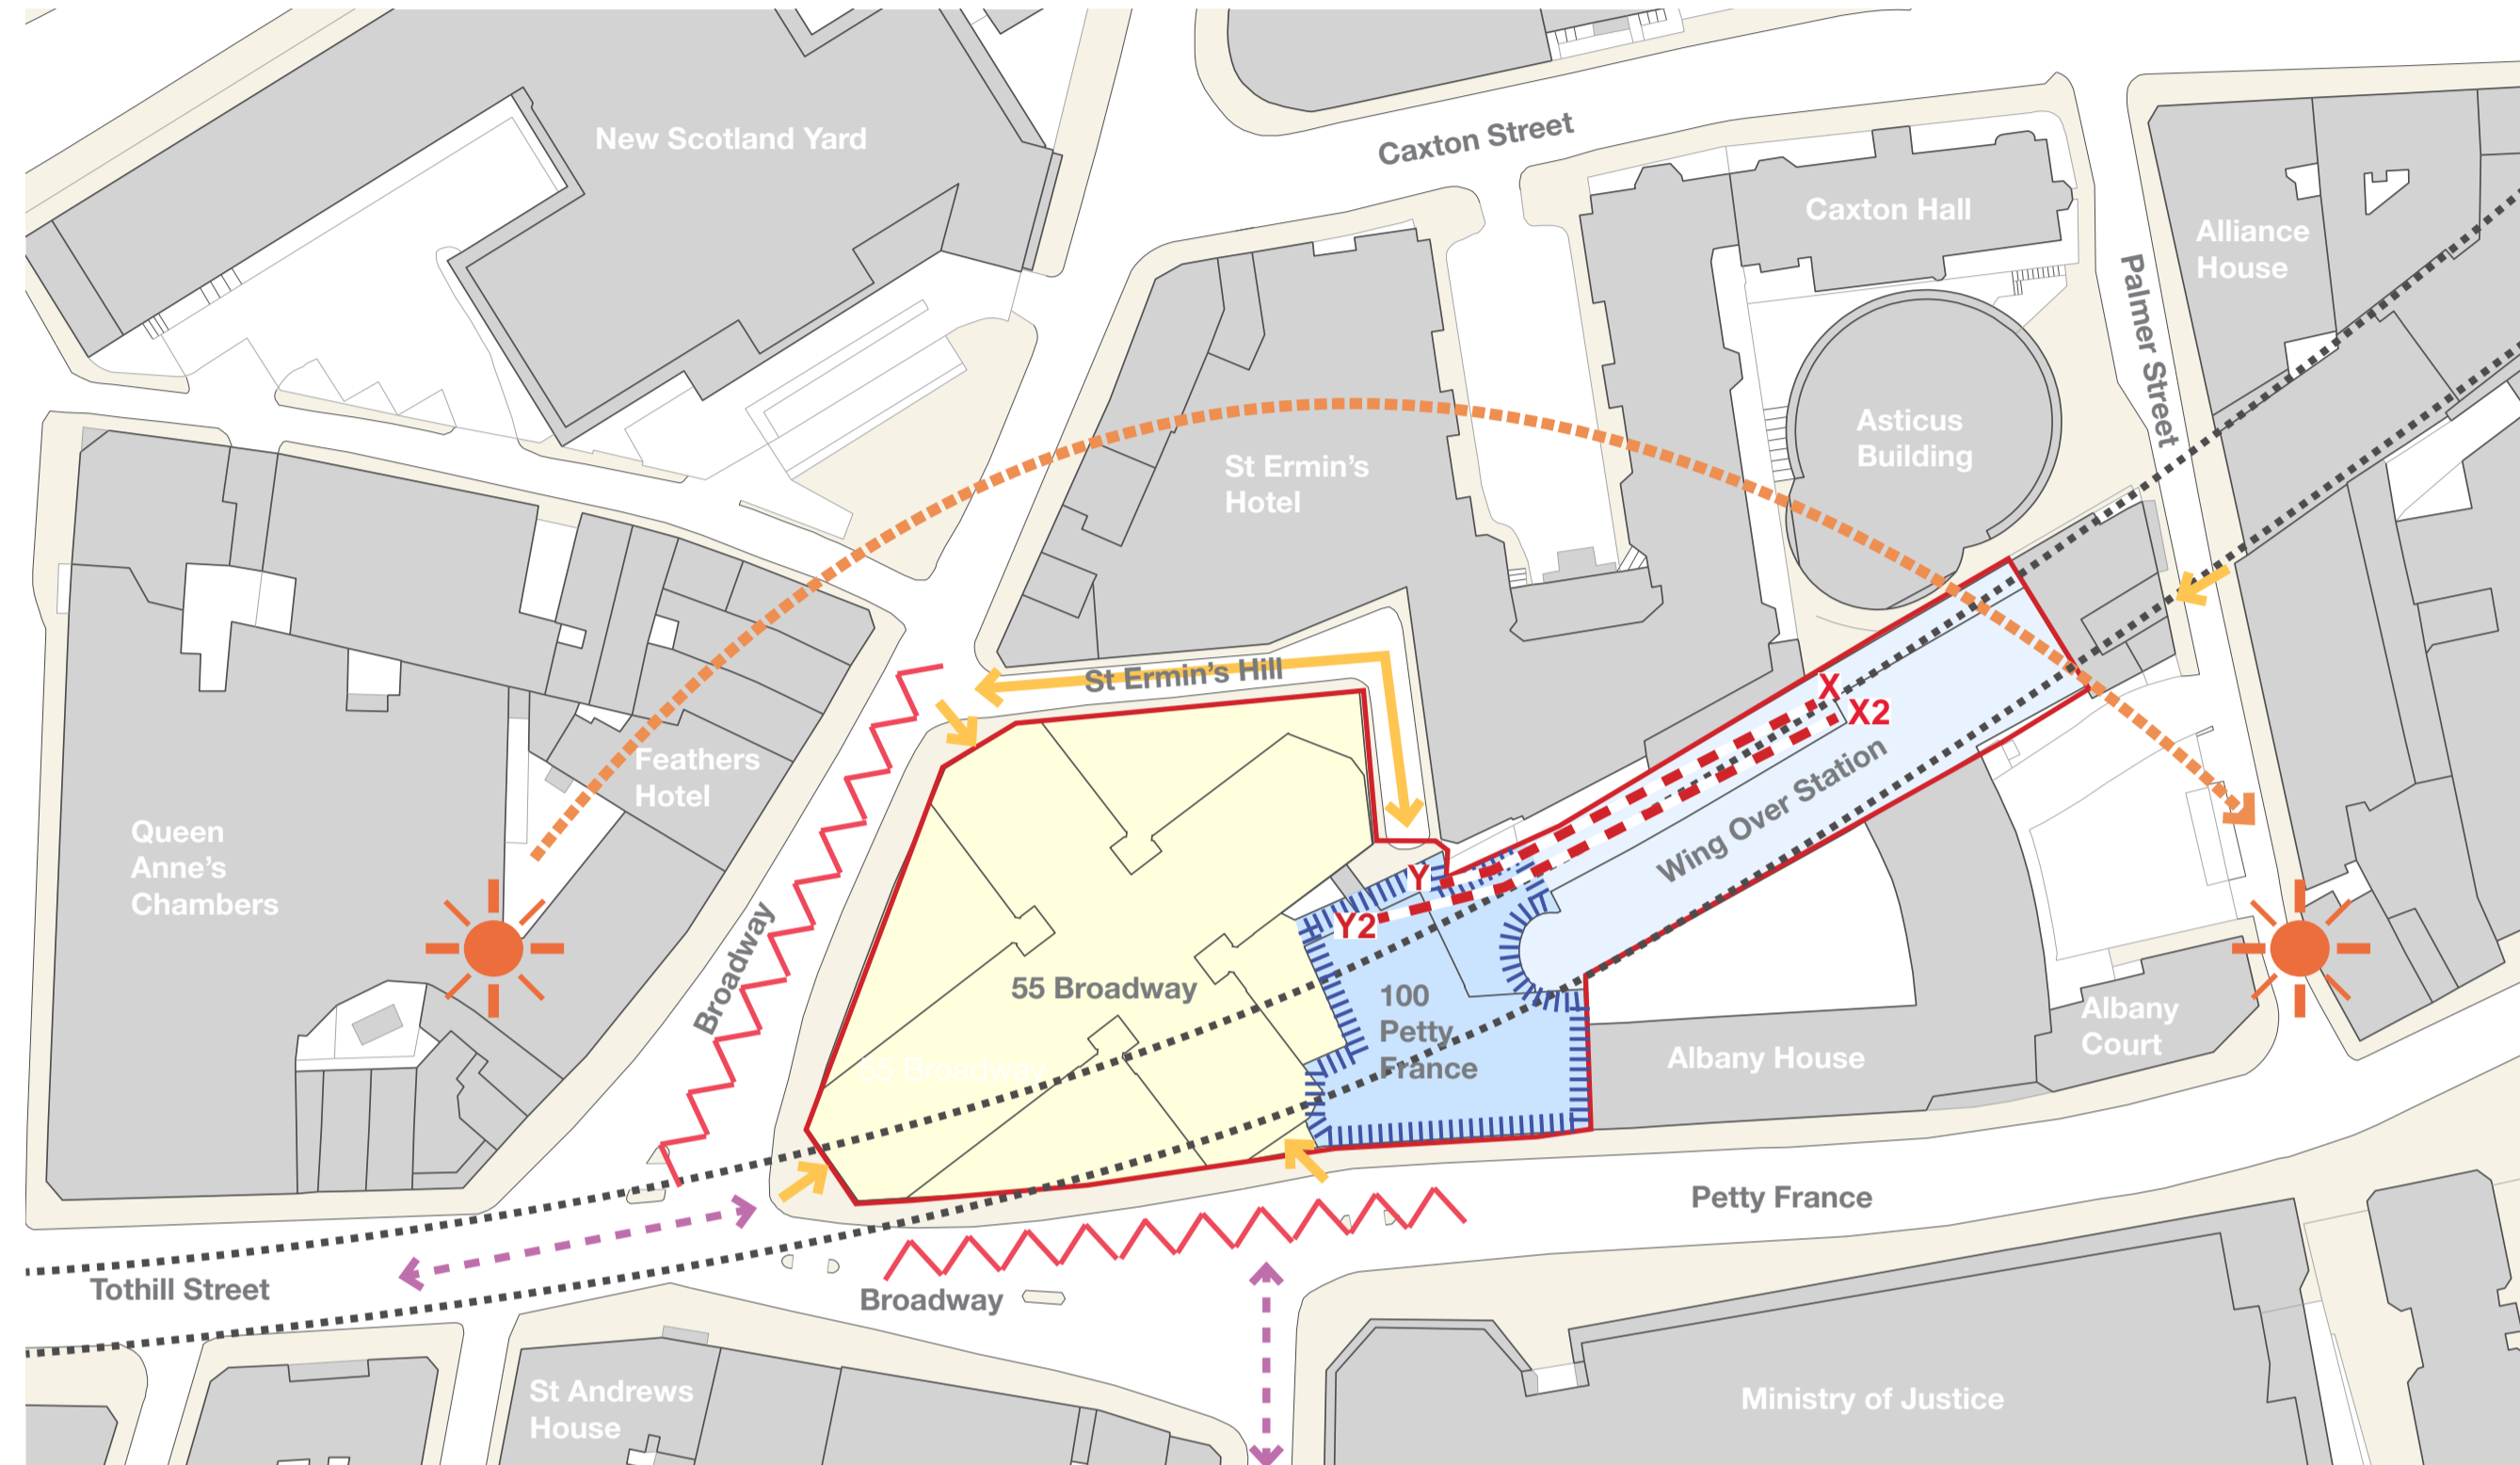 New Scotland Yard
Caxton Street
Caxton Hall
Alliance
House
Palmer Street
Asticus
Building
St Ermin's
Hotel
St Ermin's Hill
X
X2
Feathers
Hotel
Wing Over Station
Queen
Anne's
Chambers
Y
Y2
Broadway
55 Broadway
100
Petty
France
55 Broadway
Albany House
Albany
Court
Petty France
Tothill Street
Broadway
St Andrews
House
Ministry of Justice